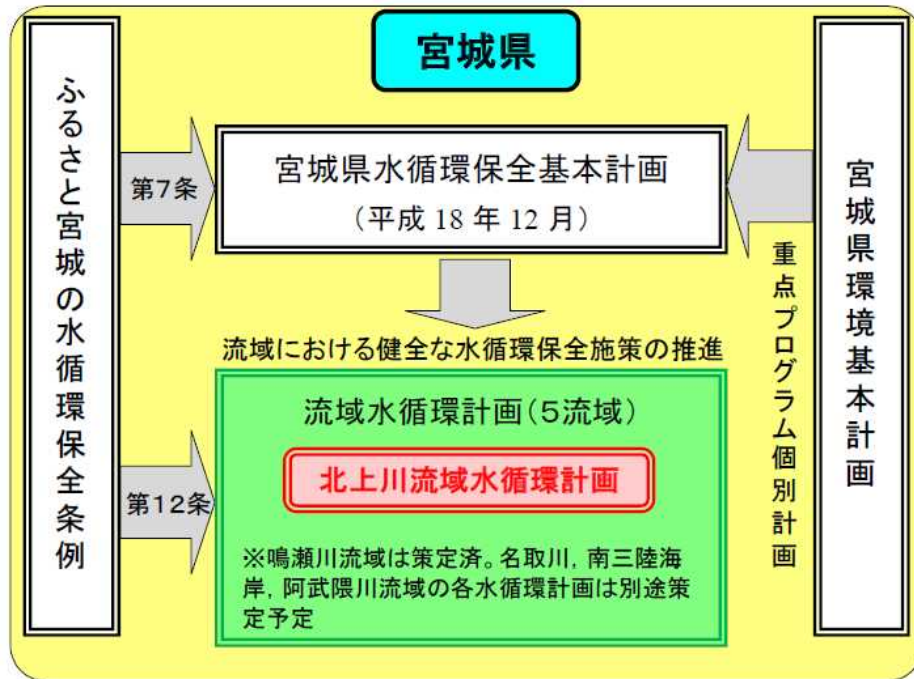 宮城県
ふるさと宮城の水循環保全条例
第7条
宮城県水循環保全基本計画
（平成 18 年 12 月）
宮城県環境基本計画
重点プログラム個別計画
流域における健全な水循環保全施策の推進
流域水循環計画（5流域）
北上川流域水循環計画
第12条
※鳴瀬川流域は策定済。名取川，南三陸海
岸，阿武隈川流域の各水循環計画は別途策
定予定